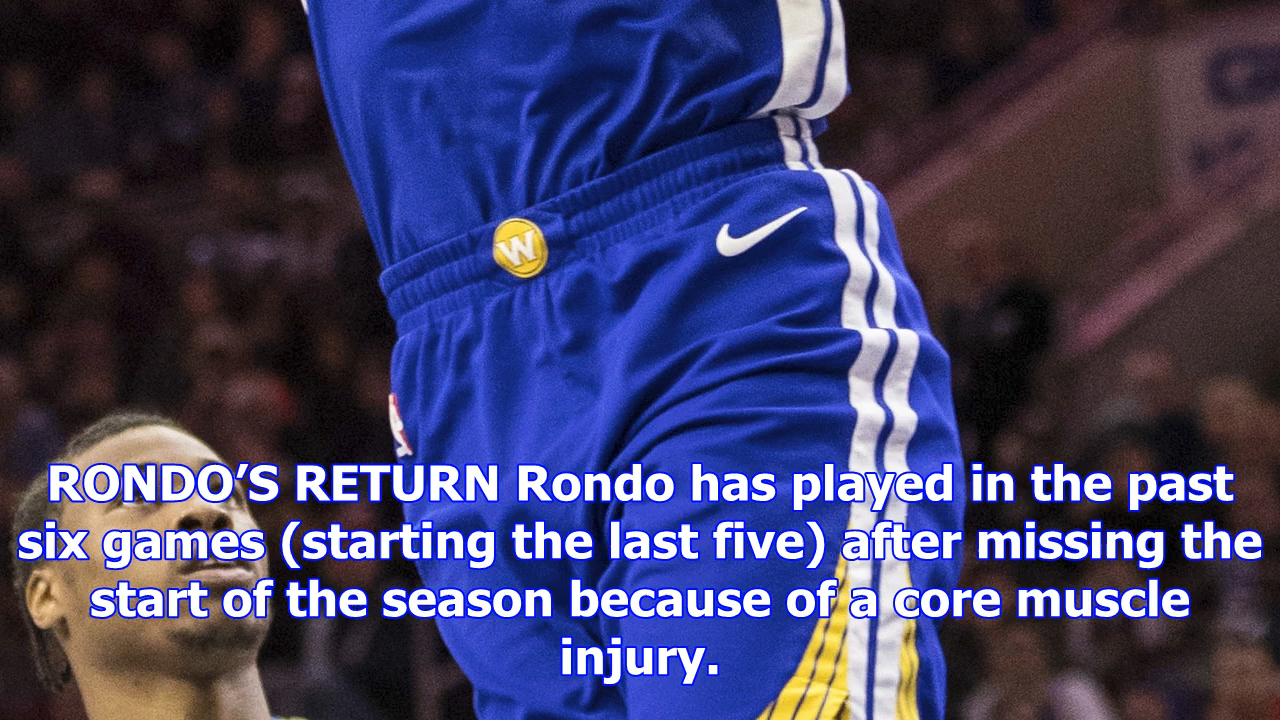 W
RONDO’S RETURN Rondo has played in the past
six games (starting the last five) after missing the
start of the season because of a core muscle
injury.